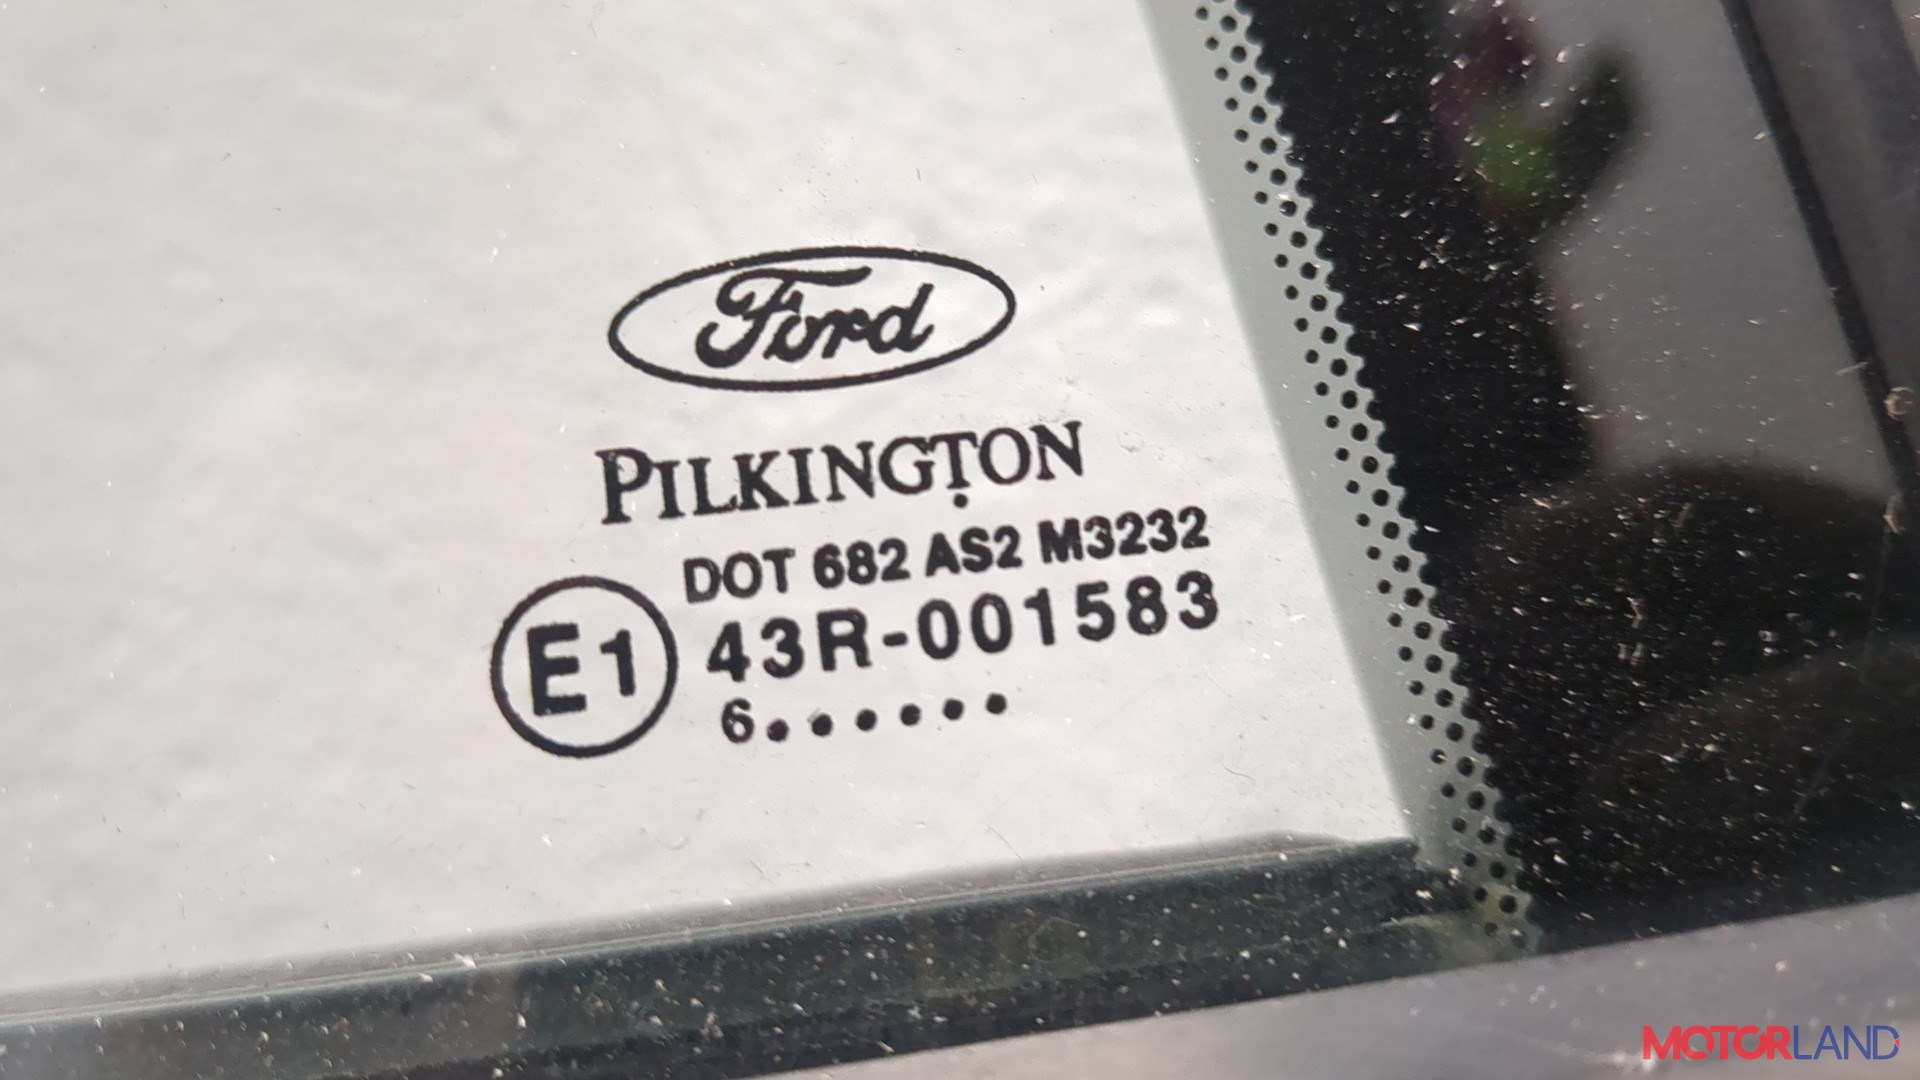 Ford
PILKINGTON
DOT 682 AS2 M3232
E1 43R-001583
6••••••
MOTORLAND